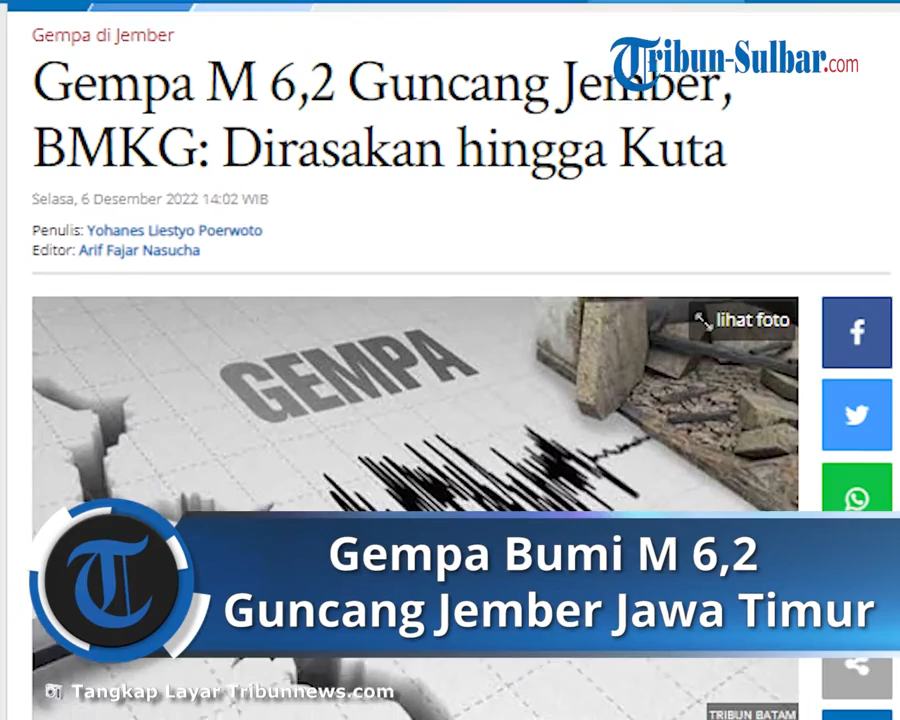 Gempa di Jember
Tribun-Sulbar.com
Gempa M 6,2 Guncang Jember,
BMKG: Dirasakan hingga Kuta
Selasa, 6 Desember 2022 14:02 WIB
Penulis: Yohanes Liestyo Poerwoto
Editor: Arif Fajar Nasucha
lihat foto
GEMPA
Gempa Bumi M 6,2
Guncang Jember Jawa Timur
Tangkap Layar Tribunnews.com
TRIBUN BATAM